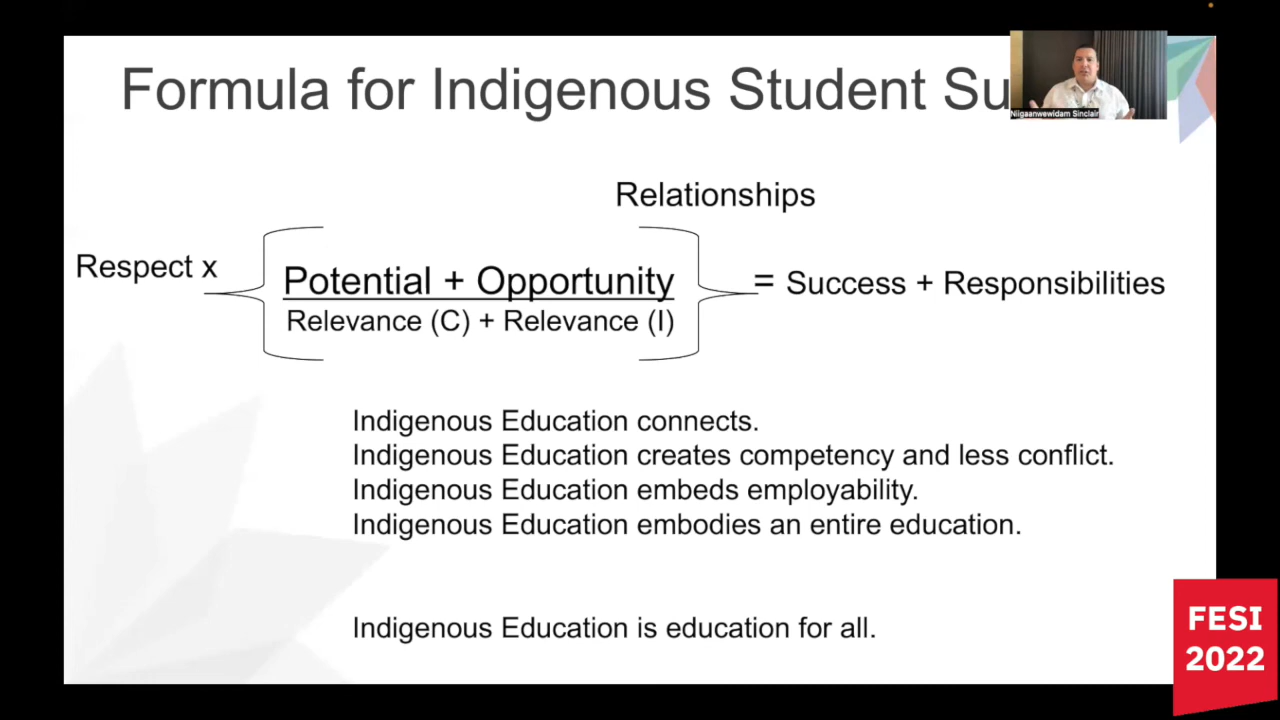 Formula for Indigenous Student Su
Niigaanwewidam Sinclair
Relationships
Respect x
Potential + Opportunity
= Success + Responsibilities
Relevance (C) + Relevance (I)
Indigenous Education connects.
Indigenous Education creates competency and less conflict.
Indigenous Education embeds employability.
Indigenous Education embodies an entire education.
Indigenous Education is education for all.
FESI
2022